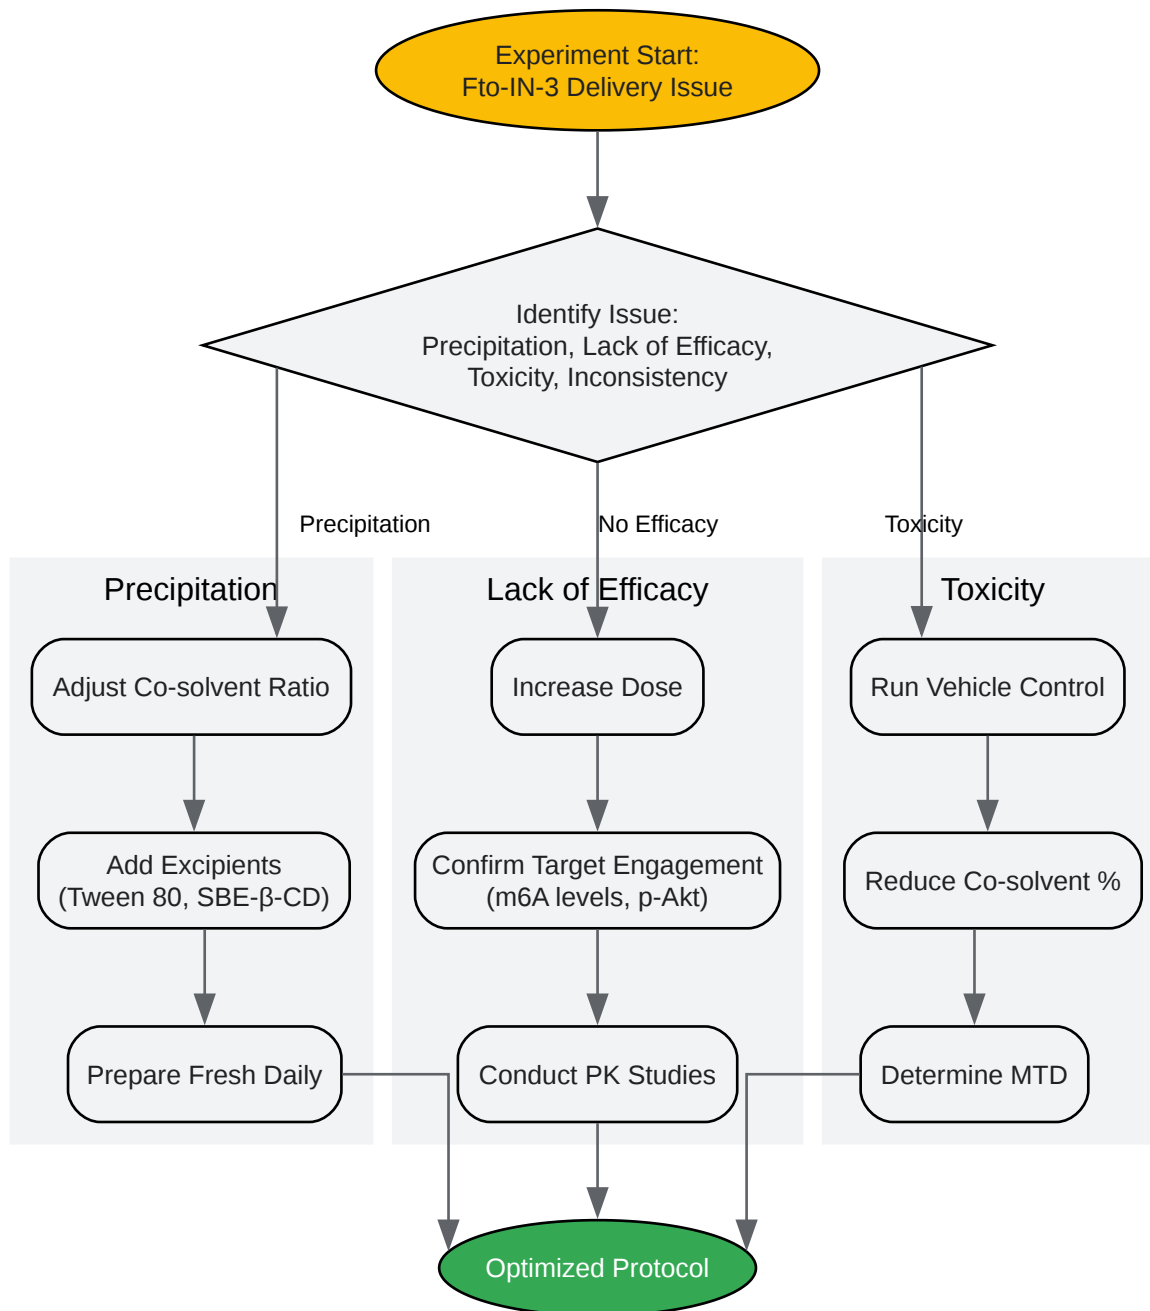 Experiment Start:
Fto-IN-3 Delivery Issue
Identify Issue:
Precipitation, Lack of Efficacy,
Toxicity, Inconsistency
Precipitation
No Efficacy
Toxicity
Precipitation
Adjust Co-solvent Ratio
Add Excipients
(Tween 80, SBE-β-CD)
Prepare Fresh Daily
Lack of Efficacy
Increase Dose
Confirm Target Engagement
(m6A levels, p-Akt)
Conduct PK Studies
Toxicity
Run Vehicle Control
Reduce Co-solvent %
Determine MTD
Optimized Protocol